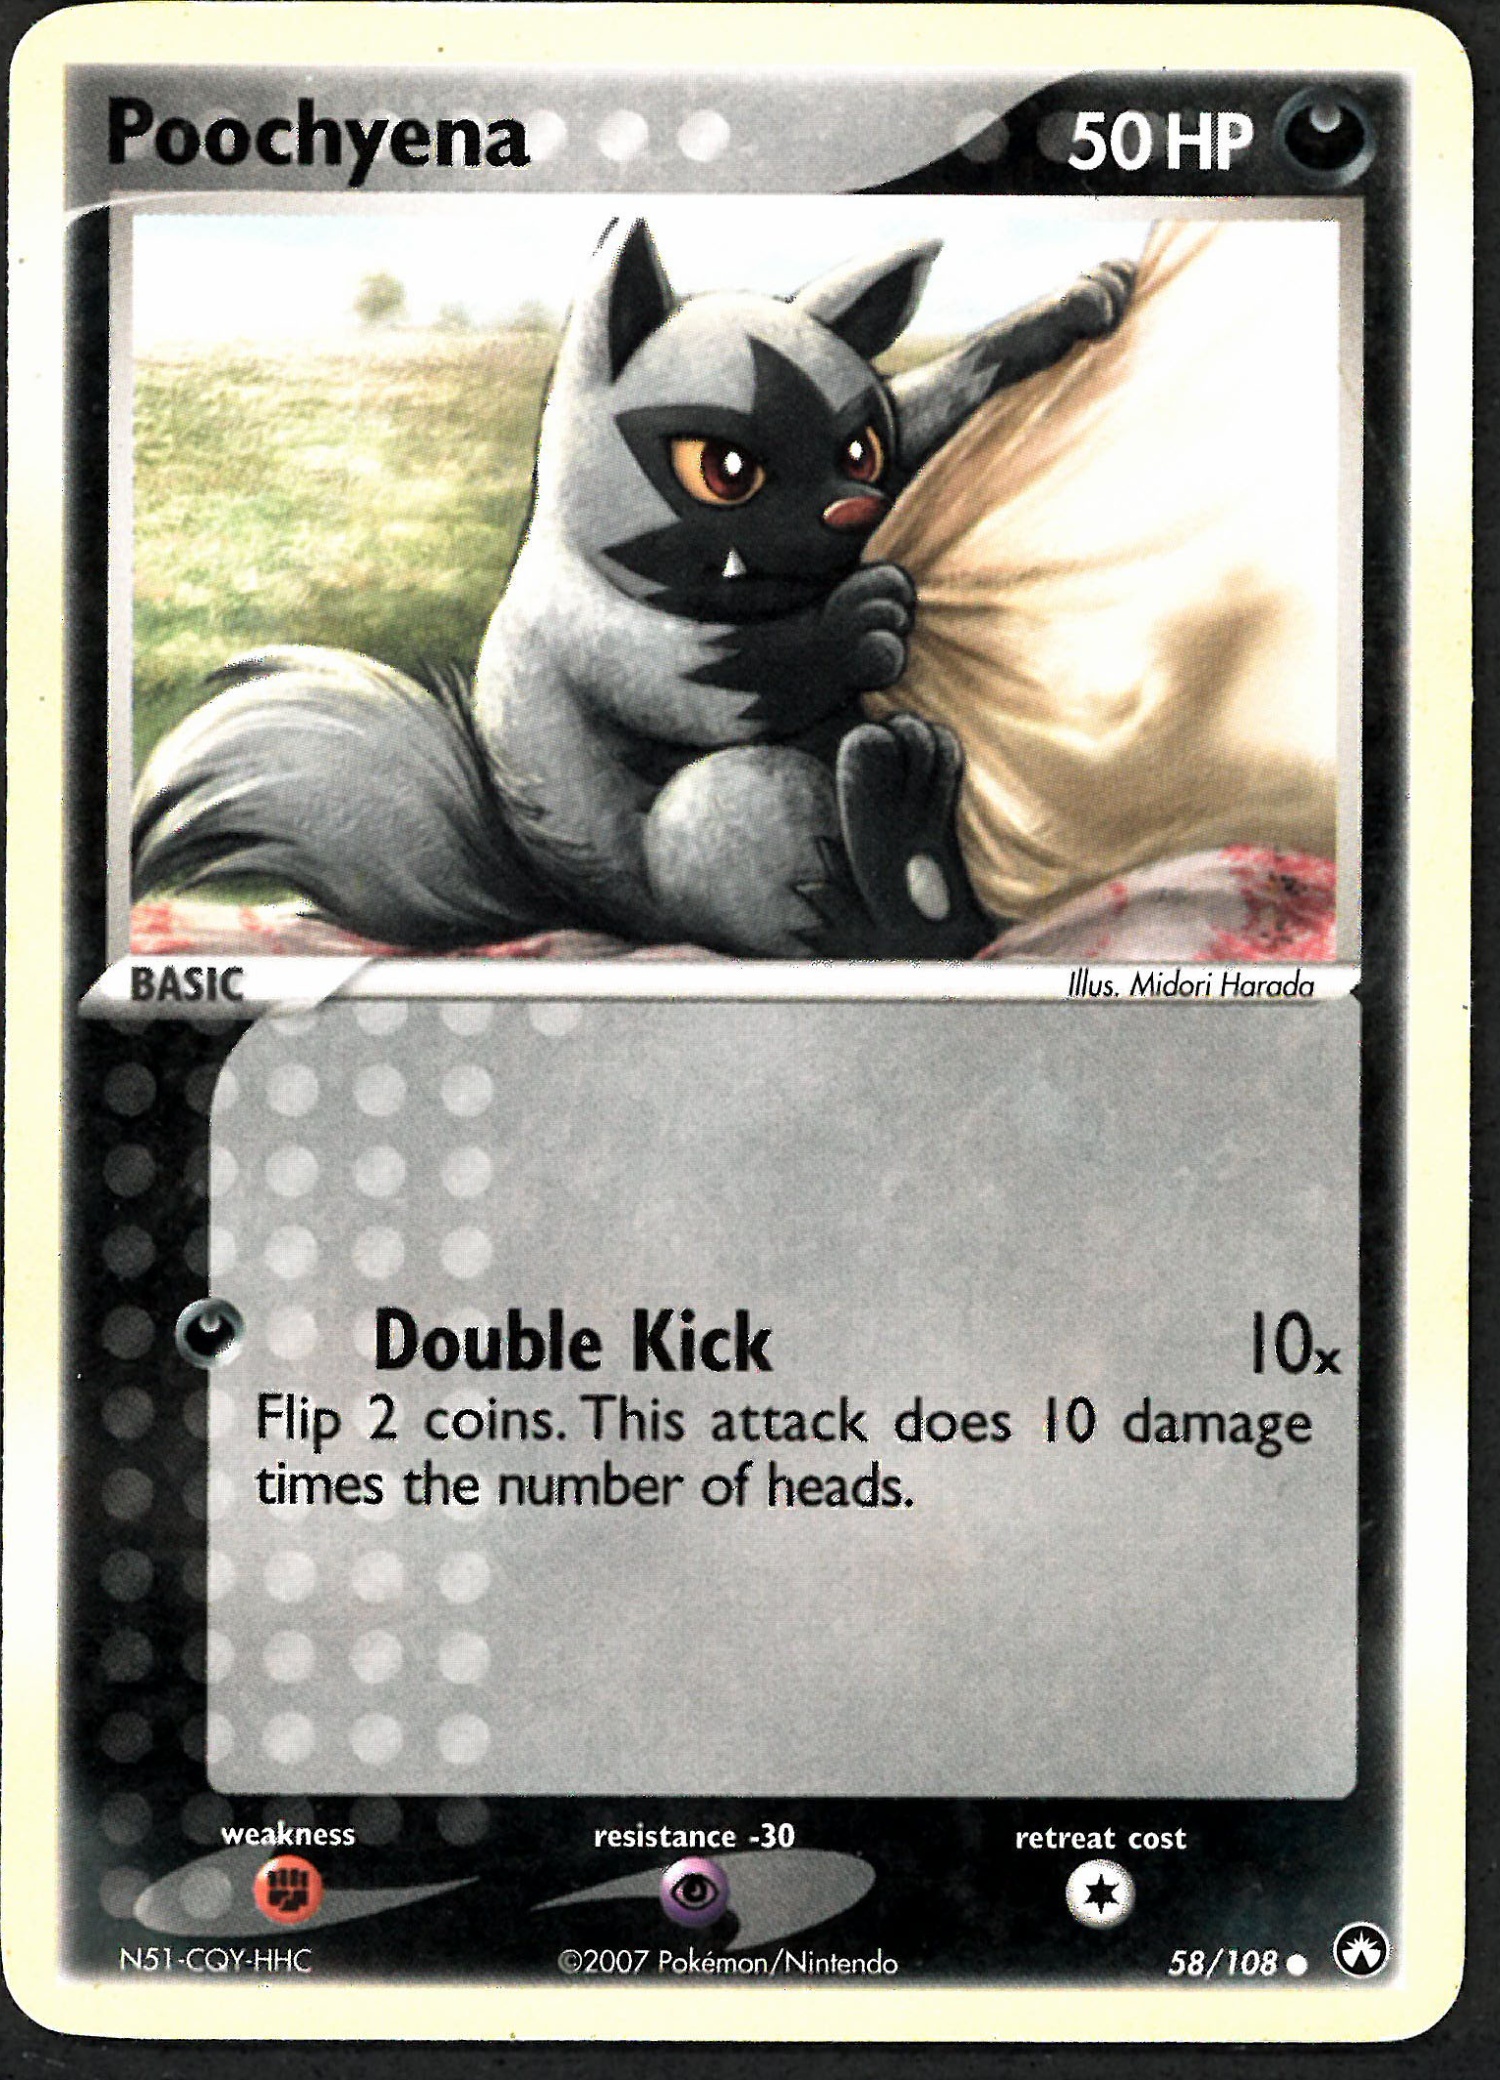 Poochyena 50 HP
BASIC
Illus. Midori Harada
Double Kick 10x
Flip 2 coins. This attack does 10 damage
times the number of heads.
weakness resistance -30 retreat cost
N51-CQY-HHC ©2007 Pokémon/Nintendo 58/108